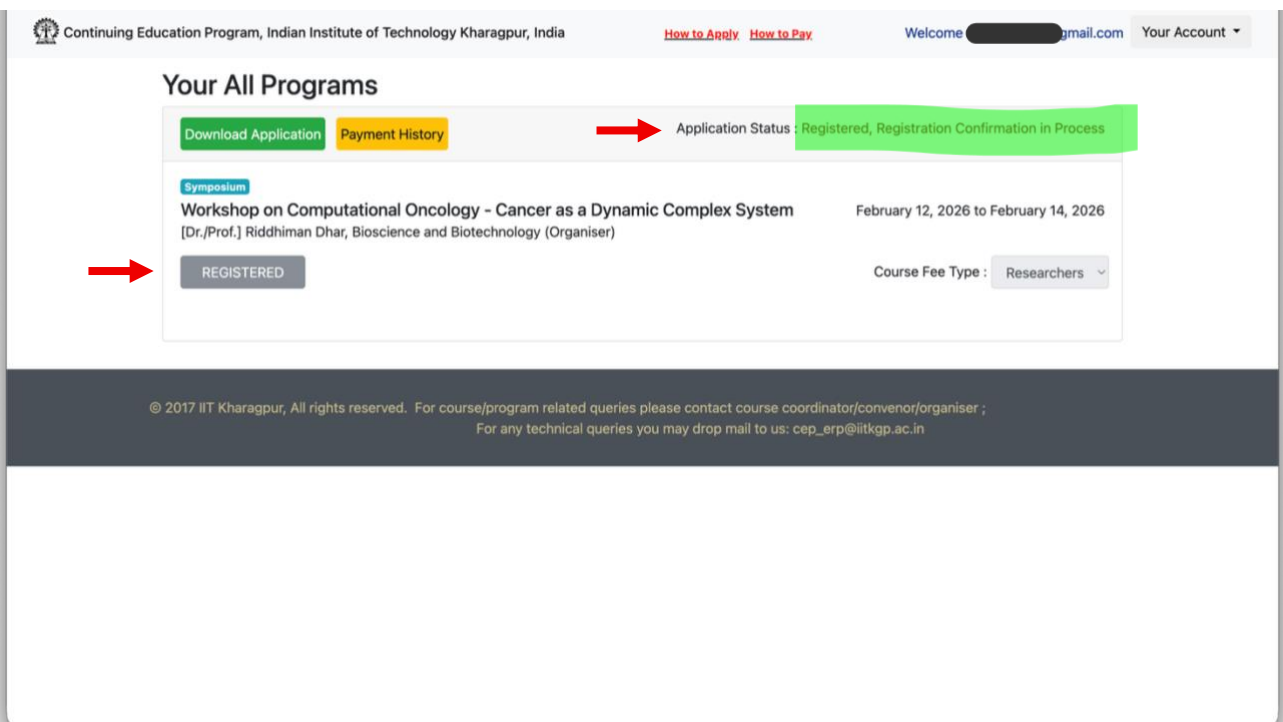 Continuing Education Program, Indian Institute of Technology Kharagpur, India How to Apply How to Pay Welcome gmail.com Your Account
Your All Programs
Download Application Payment History Application Status : Registered, Registration Confirmation in Process
Symposium
Workshop on Computational Oncology - Cancer as a Dynamic Complex System February 12, 2026 to February 14, 2026
[Dr./Prof.] Riddhiman Dhar, Bioscience and Biotechnology (Organiser)
REGISTERED Course Fee Type : Researchers
© 2017 IIT Kharagpur, All rights reserved. For course/program related queries please contact course coordinator/convenor/organiser ;
For any technical queries you may drop mail to us: cep_erp@iitkgp.ac.in